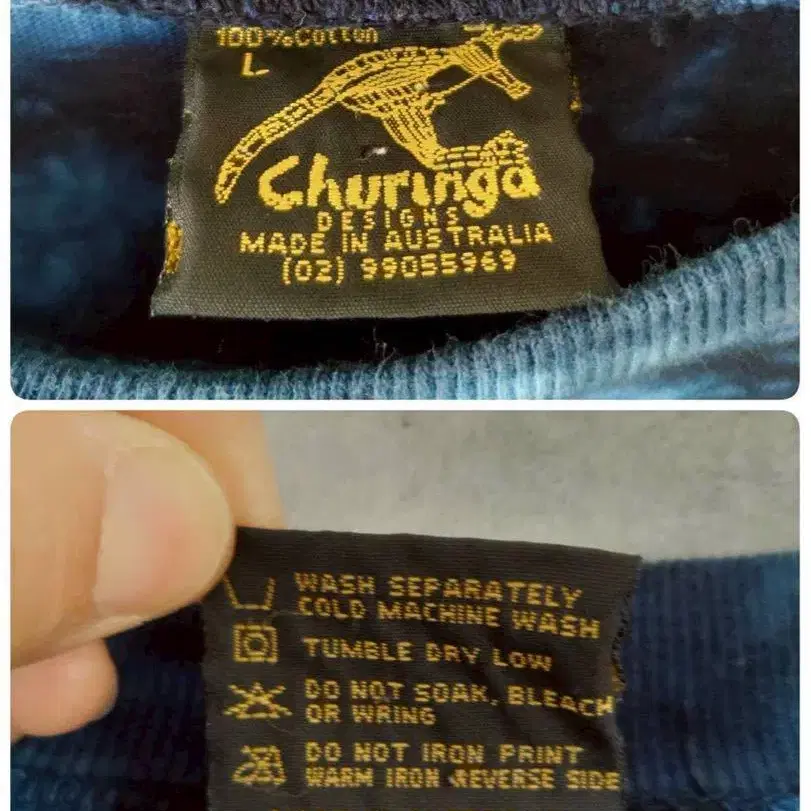 100%Cotton
L
Churinga
DESIGNS
MADE IN AUSTRALIA
(02) 99055969
WASH SEPARATELY
COLD MACHINE WASH
TUMBLE DRY LOW
DO NOT SOAK, BLEACH
OR WRING
DO NOT IRON PRINT
WARM IRON REVERSE SIDE